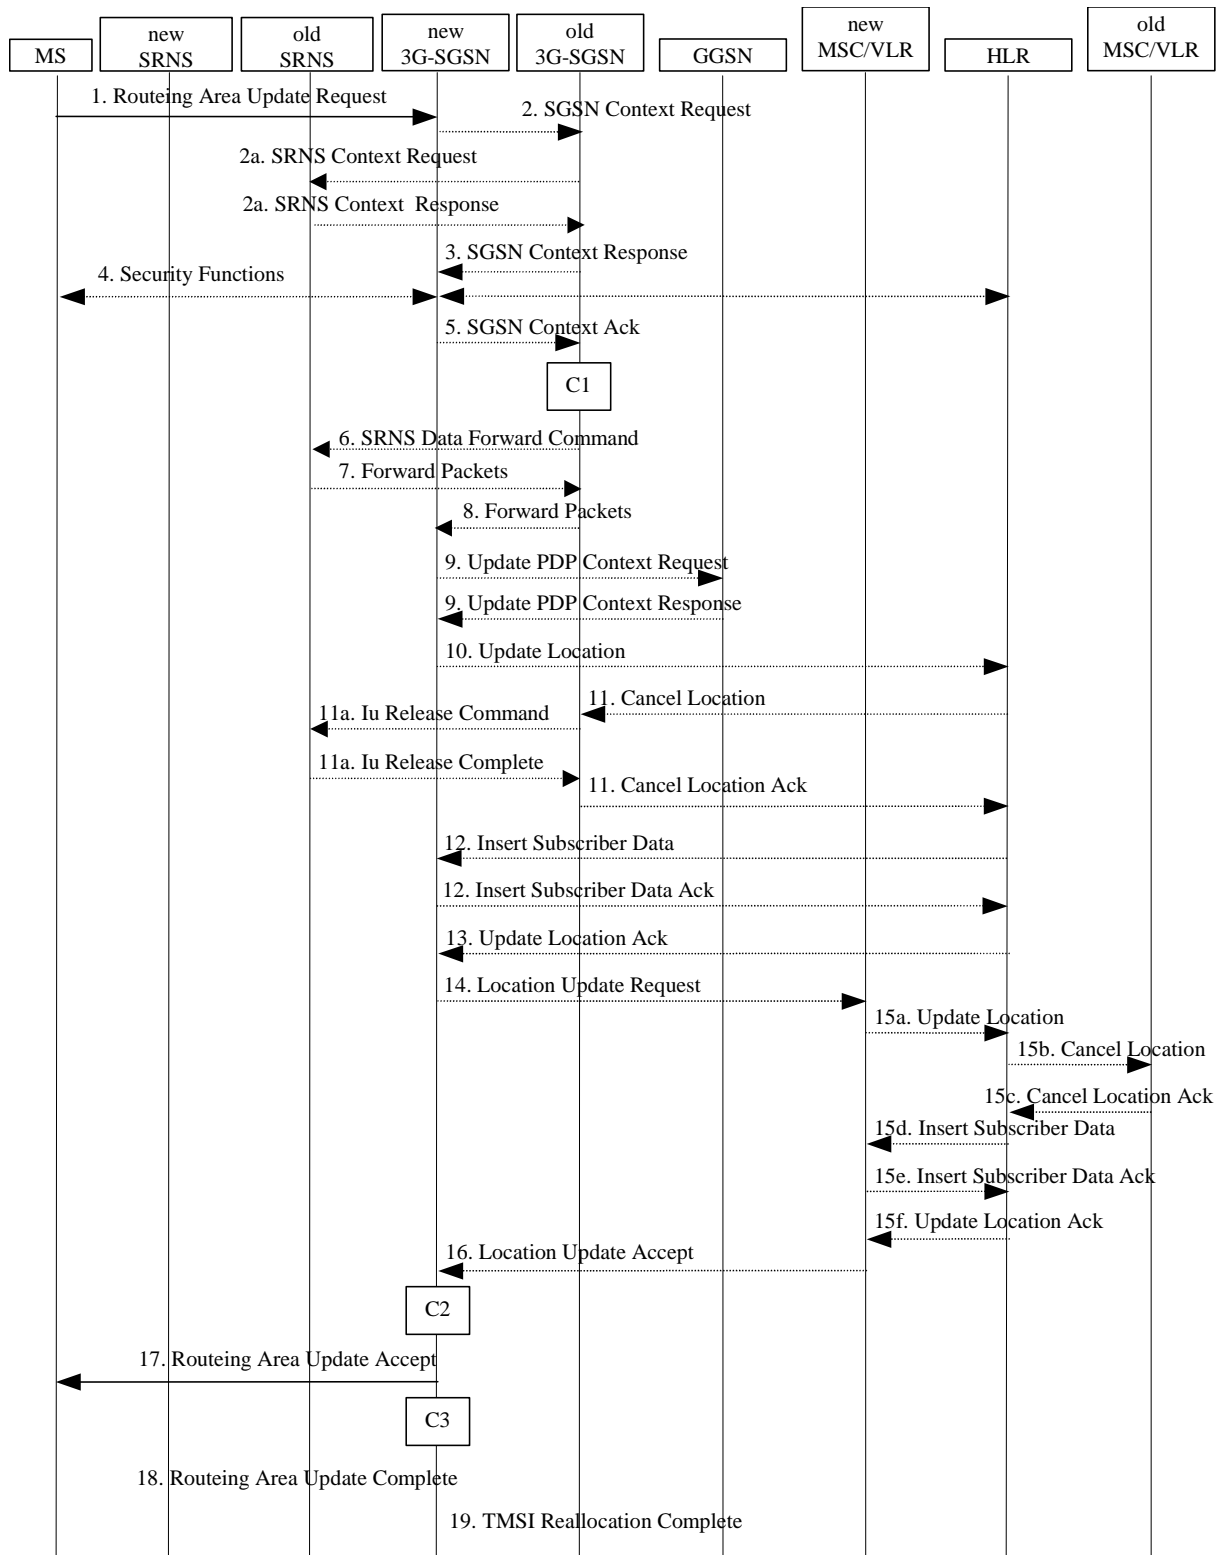 MS
new
SRNS
old
SRNS
new
3G-SGSN
old
3G-SGSN
GGSN
new
MSC/VLR
HLR
old
MSC/VLR
1. Routeing Area Update Request
2. SGSN Context Request
2a. SRNS Context Request
2a. SRNS Context Response
3. SGSN Context Response
4. Security Functions
5. SGSN Context Ack
C1
6. SRNS Data Forward Command
7. Forward Packets
8. Forward Packets
9. Update PDP Context Request
9. Update PDP Context Response
10. Update Location
11. Cancel Location
11a. Iu Release Command
11a. Iu Release Complete
11. Cancel Location Ack
12. Insert Subscriber Data
12. Insert Subscriber Data Ack
13. Update Location Ack
14. Location Update Request
15a. Update Location
15b. Cancel Location
15c. Cancel Location Ack
15d. Insert Subscriber Data
15e. Insert Subscriber Data Ack
15f. Update Location Ack
16. Location Update Accept
C2
17. Routeing Area Update Accept
C3
18. Routeing Area Update Complete
19. TMSI Reallocation Complete